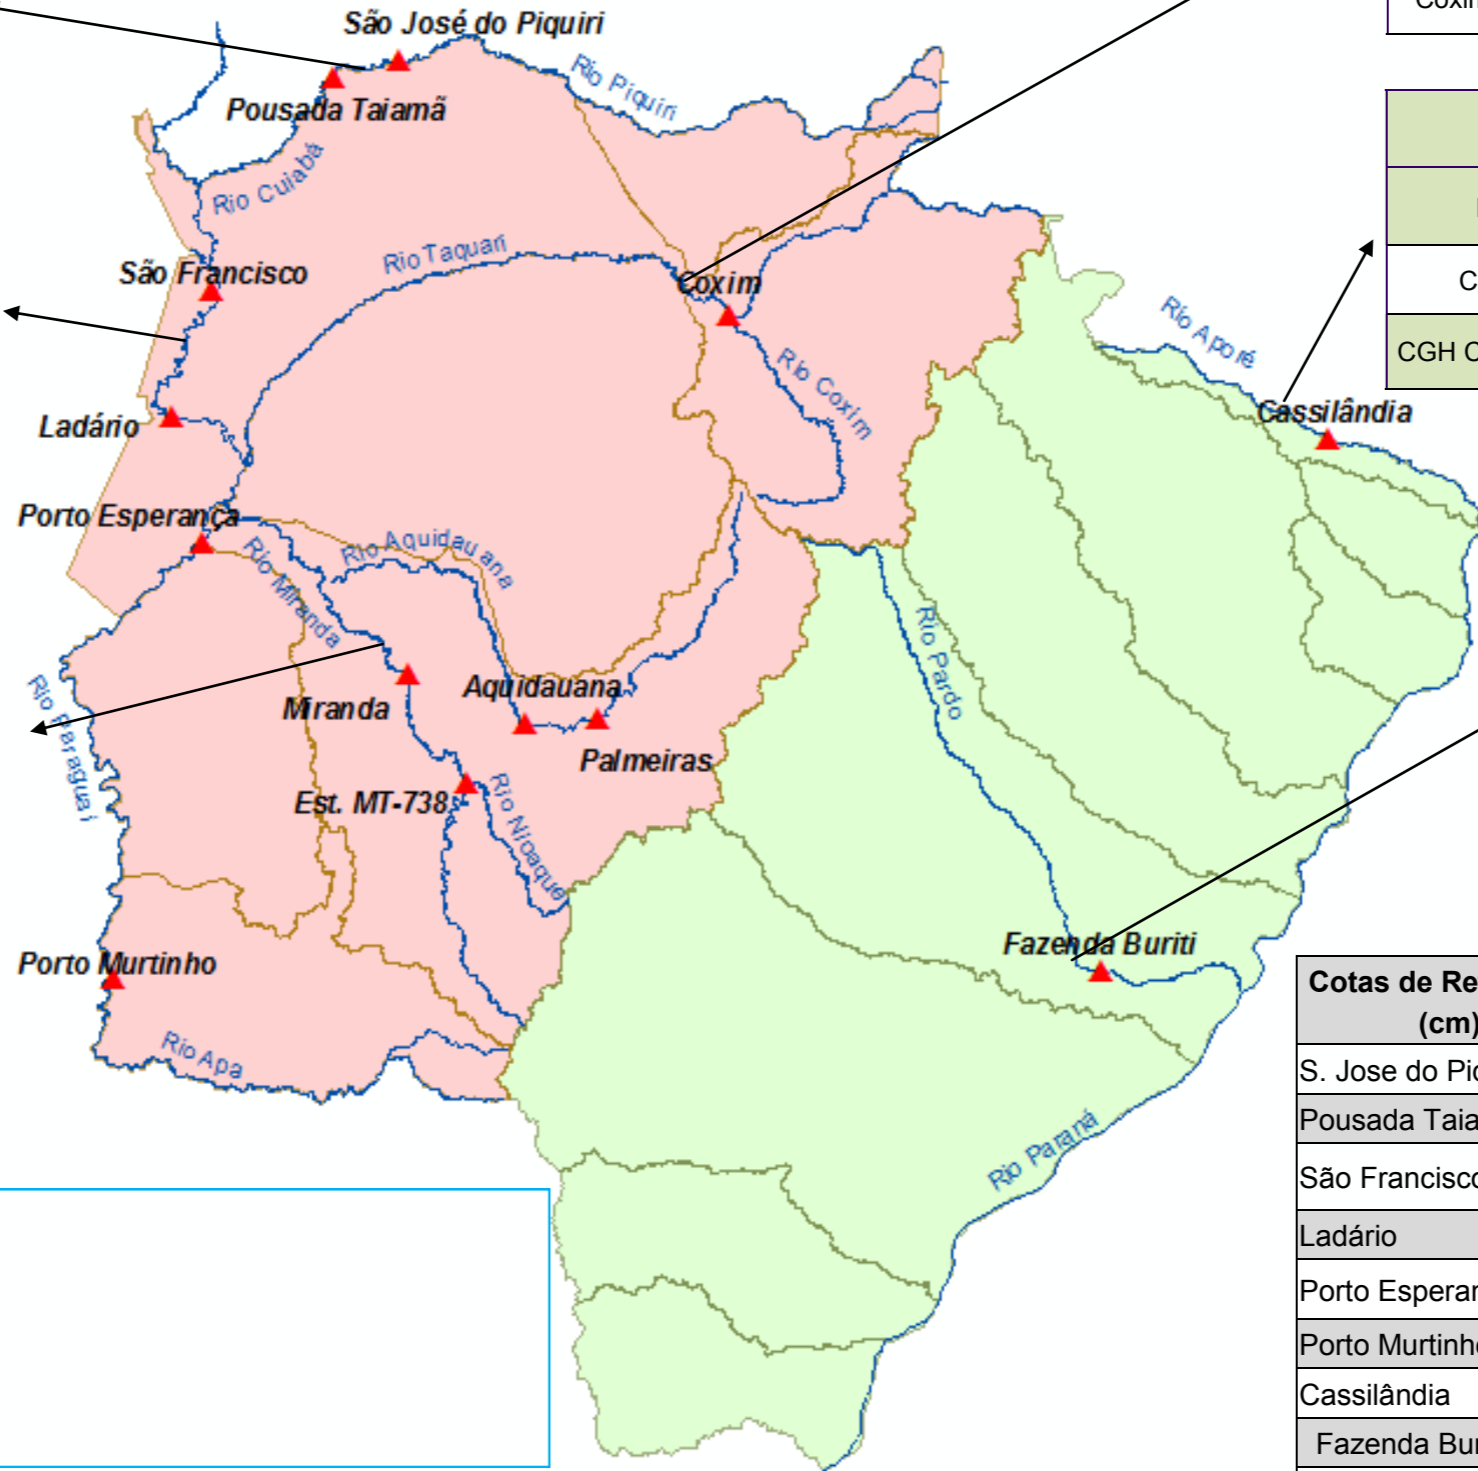 São José do Piquiri
Pousada Taiamã
Rio Piquiri
Rio Cuiabá
São Francisco
Rio Taquari
Coxim
Rio Coxim
Rio Aporé
Cassilândia
CGH C
Ladário
Porto Esperança
Rio Miranda
Rio Aquidauana
Rio Pardo
Rio Paraguai
Miranda
Aquidauana
Palmeiras
Est. MT-738
Rio Nioaque
Porto Murtinho
Fazenda Buriti
Rio Apa
Rio Paraná
Cotas de Re
(cm)
S. Jose do Pi
Pousada Taia
São Francisco
Ladário
Porto Esperan
Porto Murtinho
Cassilândia
Fazenda Bur